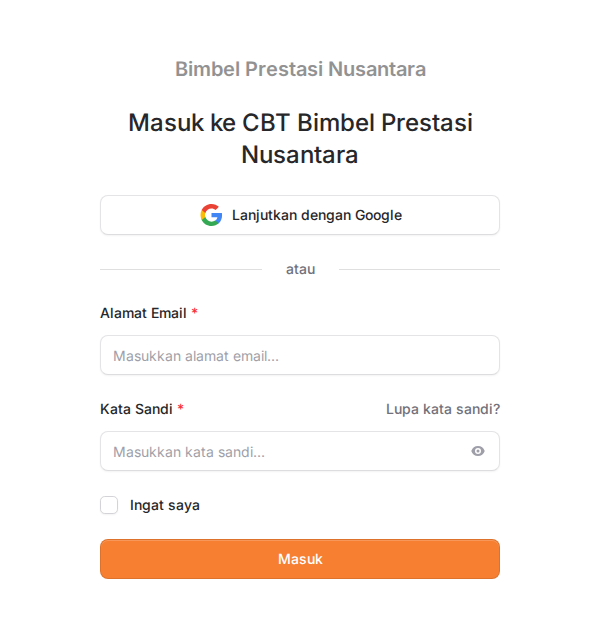 Bimbel Prestasi Nusantara
Masuk ke CBT Bimbel Prestasi
Nusantara
Lanjutkan dengan Google
atau
Alamat Email *
Masukkan alamat email...
Kata Sandi * Lupa kata sandi?
Masukkan kata sandi...
Ingat saya
Masuk